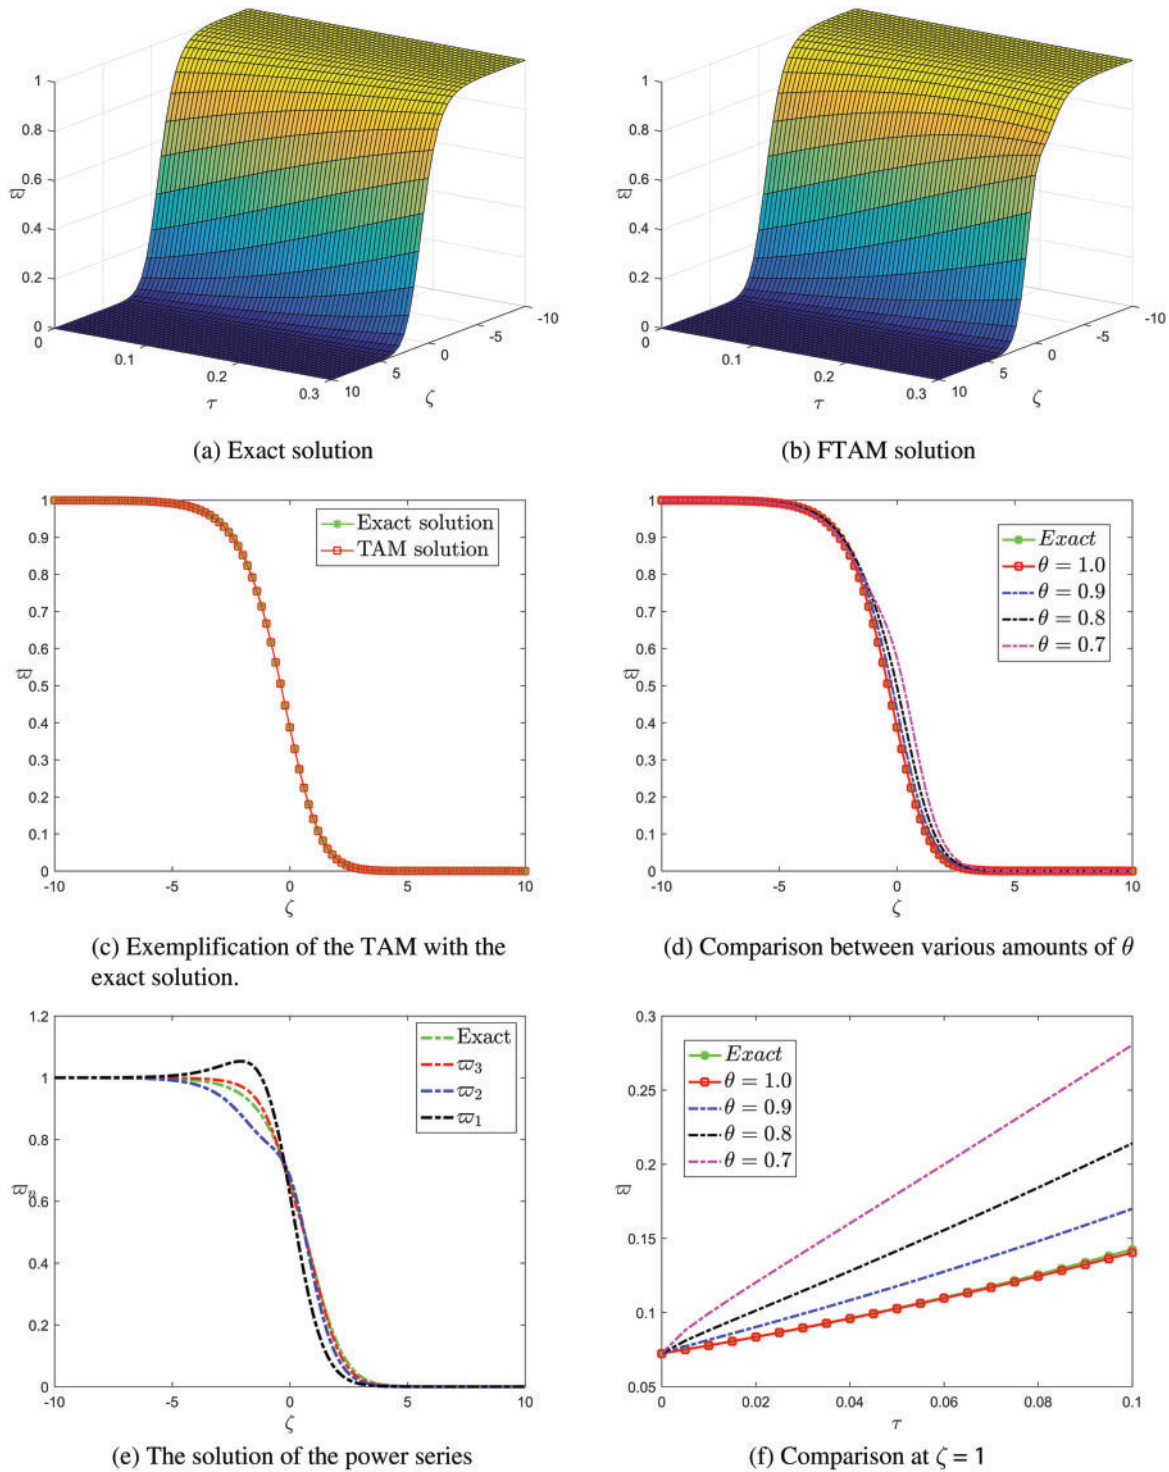 1
0.8
0.6
0.4
0.2
0
ϖ
0
0.1
0.2
0.3
τ
10
5
0
-5
-10
ζ
(a) Exact solution
1
0.8
0.6
0.4
0.2
0
ϖ
0
0.1
0.2
0.3
τ
10
5
0
-5
-10
ζ
(b) FTAM solution
1
0.9
0.8
0.7
0.6
0.5
0.4
0.3
0.2
0.1
0
ϖ
-10 -5 0 5 10
ζ
Exact solution
TAM solution
(c) Exemplification of the TAM with the
exact solution.
1
0.9
0.8
0.7
0.6
0.5
0.4
0.3
0.2
0.1
0
ϖ
-10 -5 0 5 10
ζ
Exact
θ = 1.0
θ = 0.9
θ = 0.8
θ = 0.7
(d) Comparison between various amounts of θ
1.2
1
0.8
0.6
0.4
0.2
0
ϖn
-10 -5 0 5 10
ζ
Exact
ϖ3
ϖ2
ϖ1
(e) The solution of the power series
0.3
0.25
0.2
0.15
0.1
0.05
ϖ
0 0.02 0.04 0.06 0.08 0.1
τ
Exact
θ = 1.0
θ = 0.9
θ = 0.8
θ = 0.7
(f) Comparison at ζ = 1